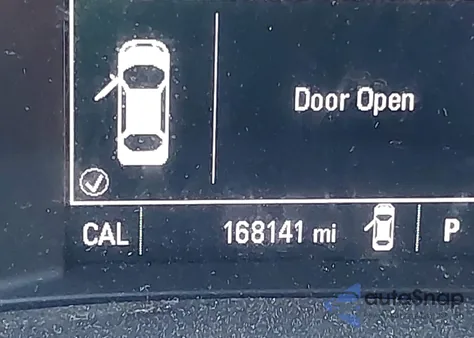 Door Open
CAL 168141 mi P
autoSnap